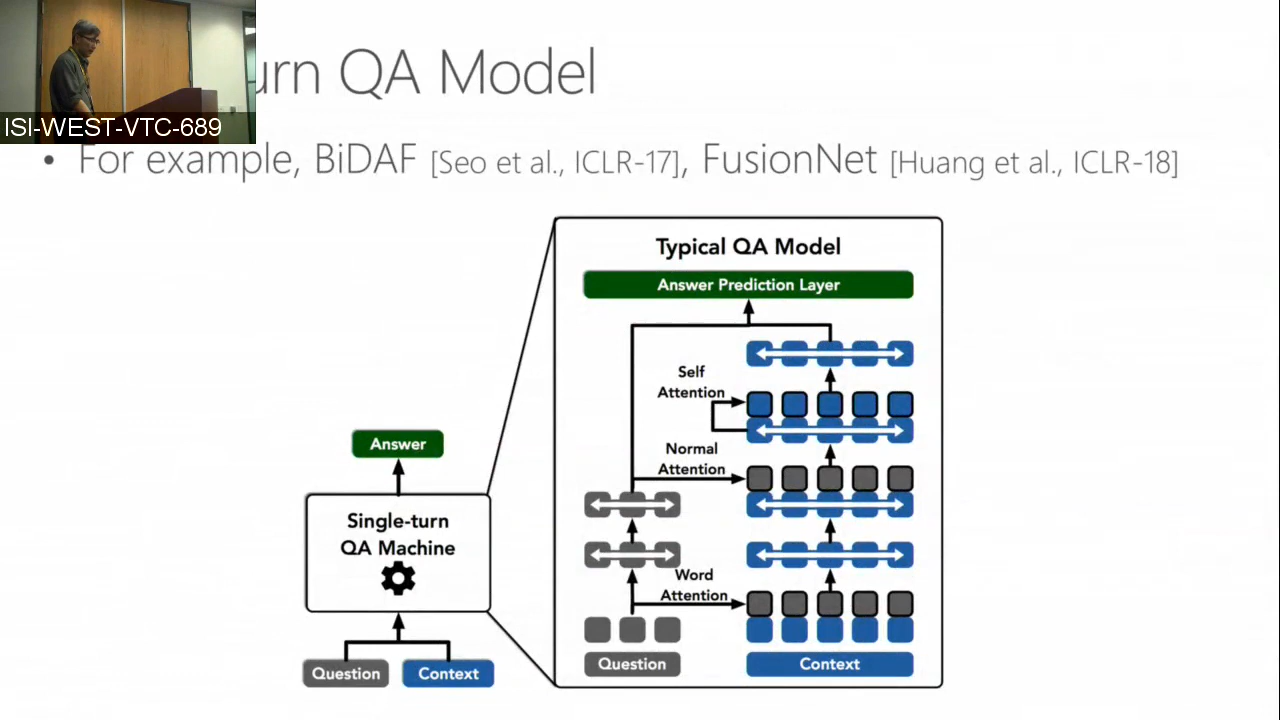 urn QA Model
ISI-WEST-VTC-689
• For example, BiDAF [Seo et al., ICLR-17], FusionNet [Huang et al., ICLR-18]
Typical QA Model
Answer Prediction Layer
Self
Attention
Normal
Attention
Word
Attention
Question
Context
Answer
Single-turn
QA Machine
Question
Context